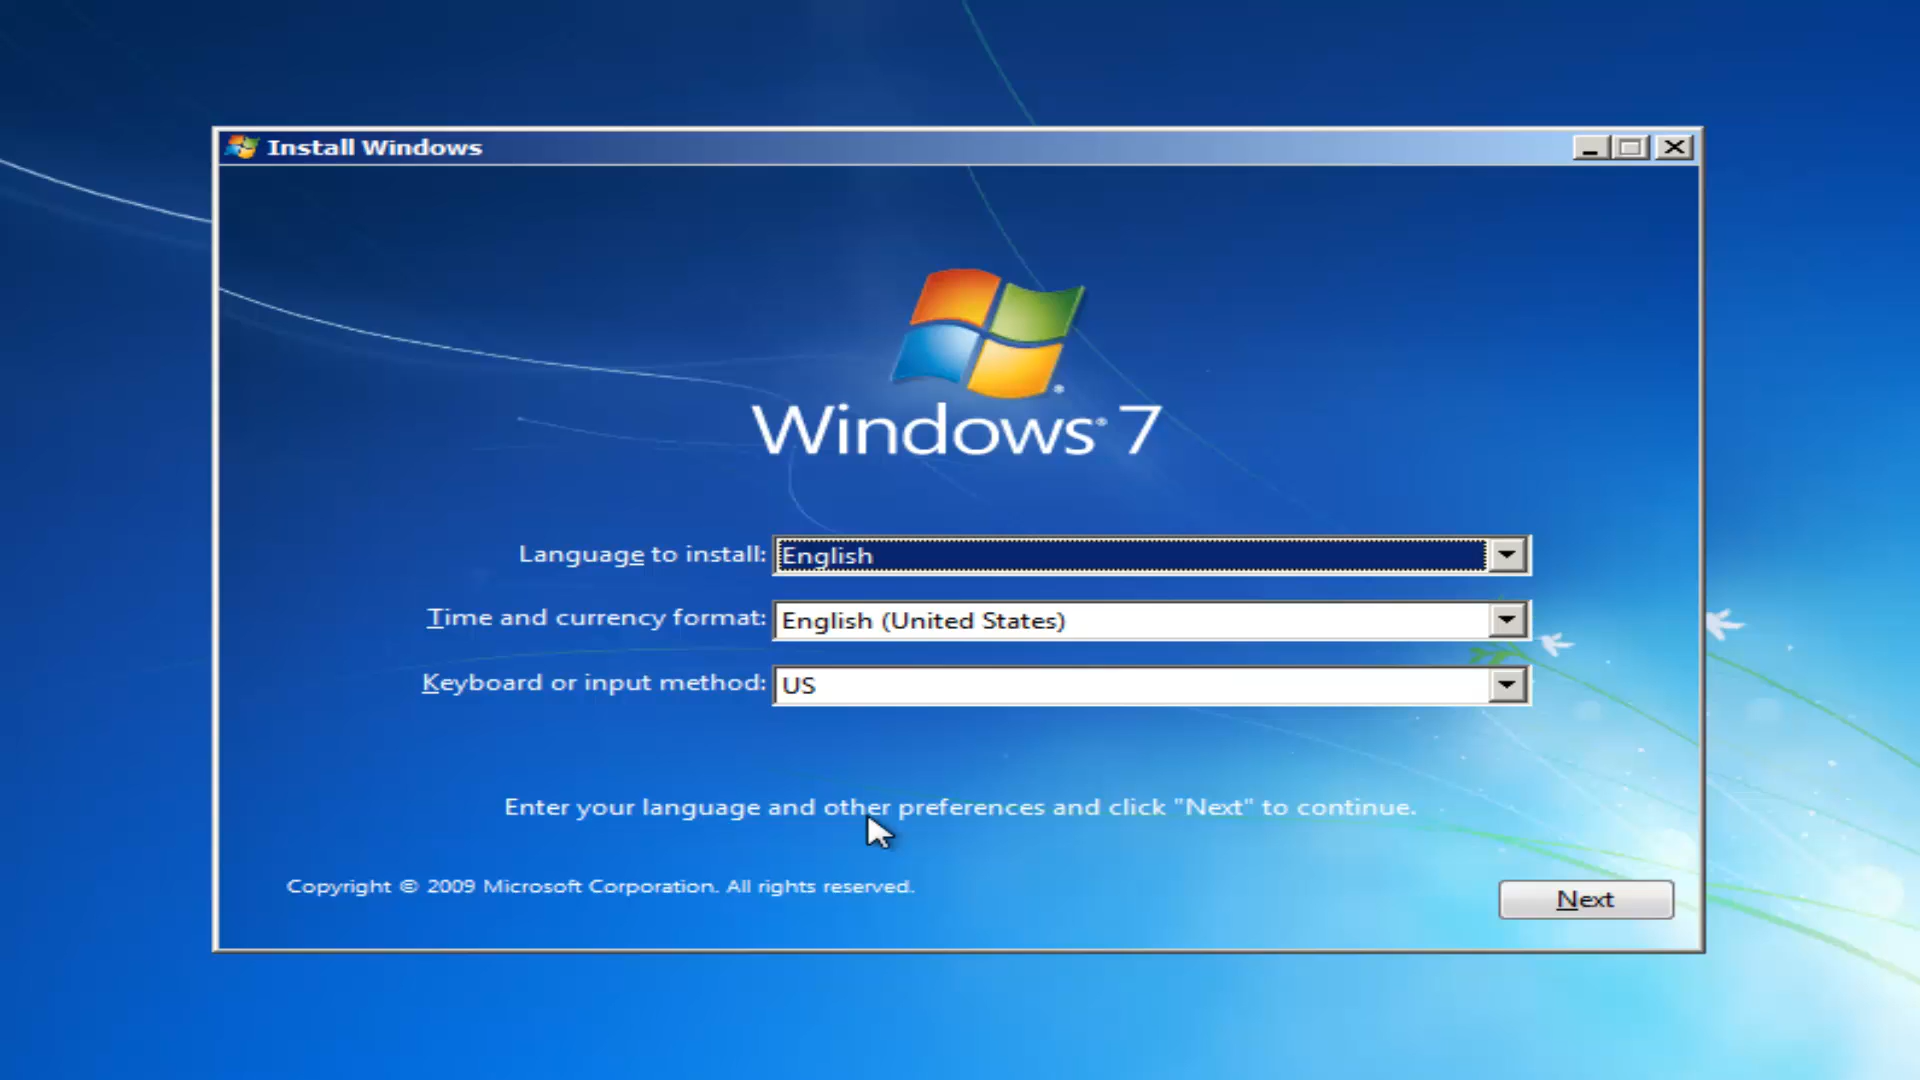 Install Windows
Windows® 7
Language to install: English
Time and currency format: English (United States)
Keyboard or input method: US
Enter your language and other preferences and click "Next" to continue.
Copyright © 2009 Microsoft Corporation. All rights reserved.
Next